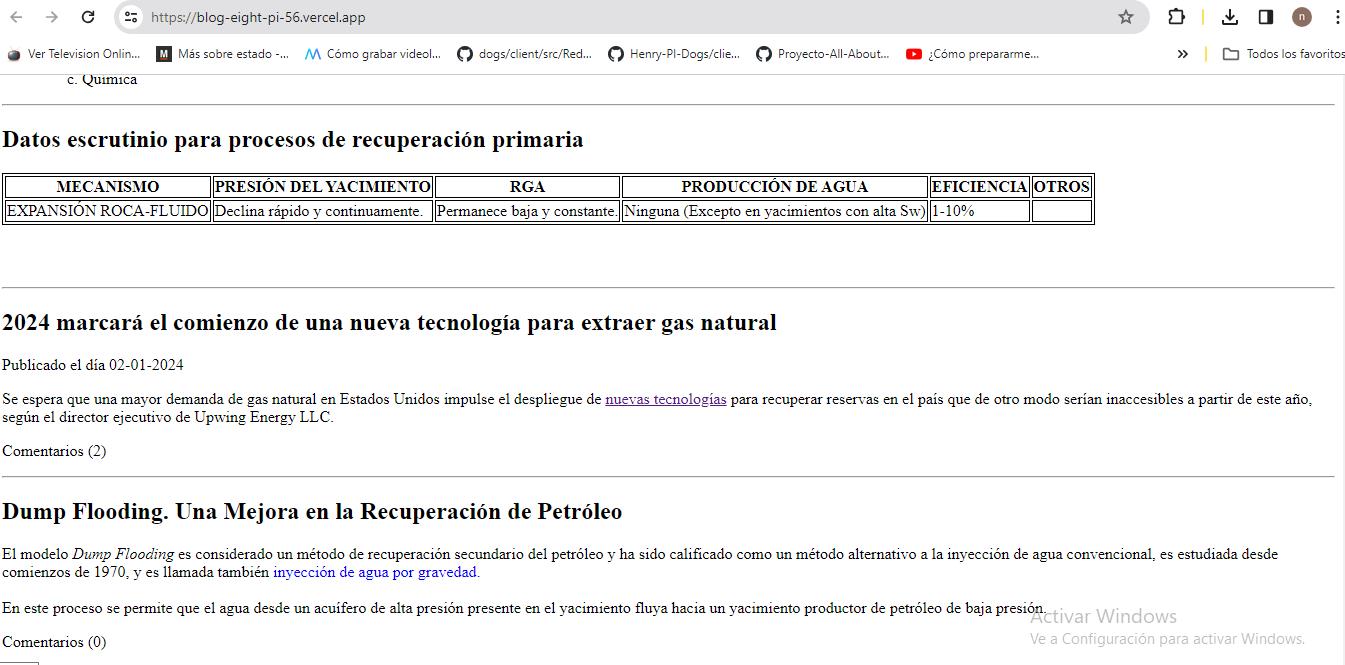 https://blog-eight-pi-56.vercel.app
n
Ver Television Onlin...
M
Más sobre estado -...
Cómo grabar videol...
dogs/client/src/Red...
Henry-PI-Dogs/clie...
Proyecto-All-About...
¿Cómo prepararme...
»
Todos los favoritos
c. Química
Datos escrutinio para procesos de recuperación primaria
MECANISMO PRESIÓN DEL YACIMIENTO RGA PRODUCCIÓN DE AGUA EFICIENCIA OTROS
EXPANSIÓN ROCA-FLUIDO Declina rápido y continuamente. Permanece baja y constante. Ninguna (Excepto en yacimientos con alta Sw) 1-10%
2024 marcará el comienzo de una nueva tecnología para extraer gas natural
Publicado el día 02-01-2024
Se espera que una mayor demanda de gas natural en Estados Unidos impulse el despliegue de nuevas tecnologías para recuperar reservas en el país que de otro modo serían inaccesibles a partir de este año,
según el director ejecutivo de Upwing Energy LLC.
Comentarios (2)
Dump Flooding. Una Mejora en la Recuperación de Petróleo
El modelo Dump Flooding es considerado un método de recuperación secundario del petróleo y ha sido calificado como un método alternativo a la inyección de agua convencional, es estudiada desde
comienzos de 1970, y es llamada también inyección de agua por gravedad.
En este proceso se permite que el agua desde un acuífero de alta presión presente en el yacimiento fluya hacia un yacimiento productor de petróleo de baja presión.
Activar Windows
Ve a Configuración para activar Windows.
Comentarios (0)